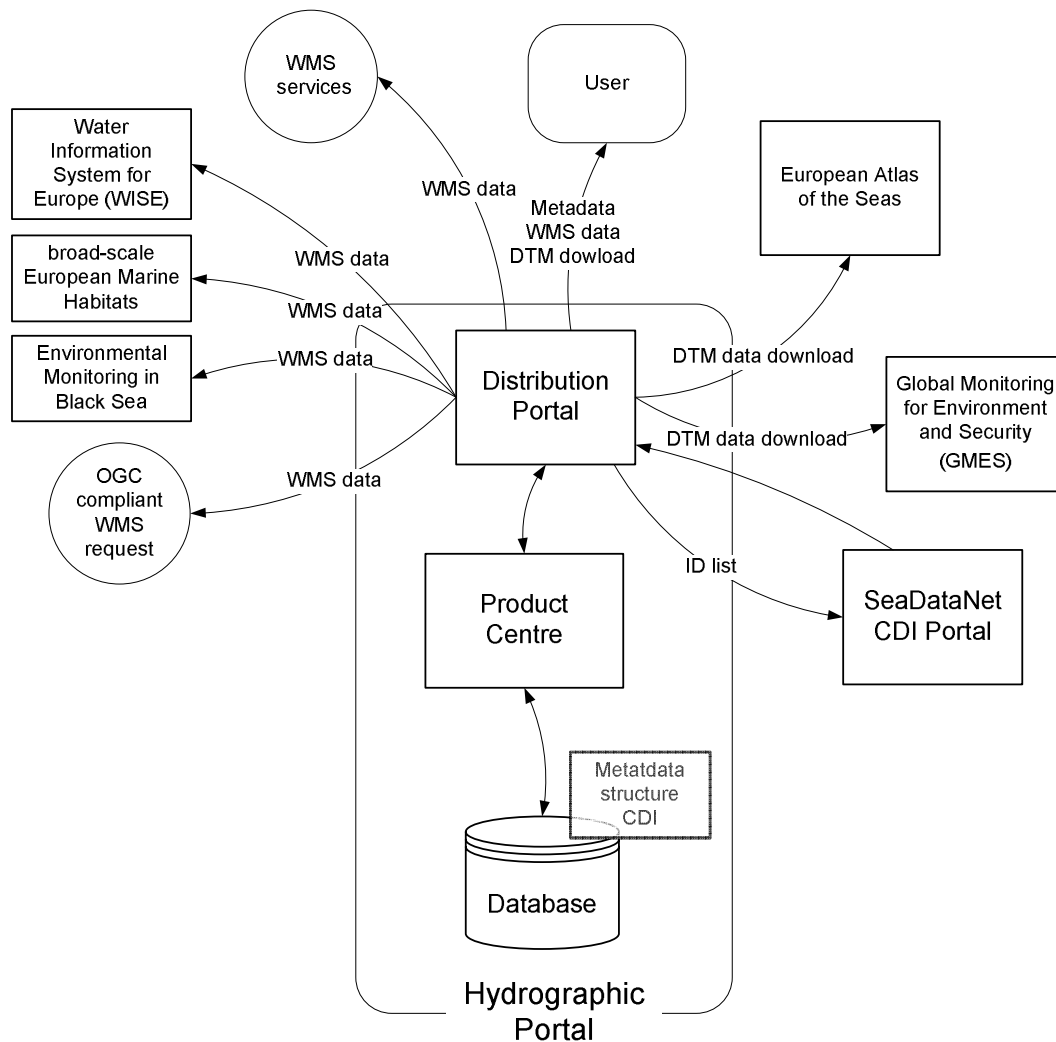 WMS
services
User
Water
Information
System for
Europe (WISE)
European Atlas
of the Seas
WMS data
Metadata
WMS data
DTM dowload
WMS data
broad-scale
European Marine
Habitats
WMS data
Environmental
Monitoring in
Black Sea
WMS data
Distribution
Portal
DTM data download
Global Monitoring
for Environment
and Security
(GMES)
DTM data download
OGC
compliant
WMS
request
WMS data
ID list
Product
Centre
SeaDataNet
CDI Portal
Metatdata
structure
CDI
Database
Hydrographic
Portal